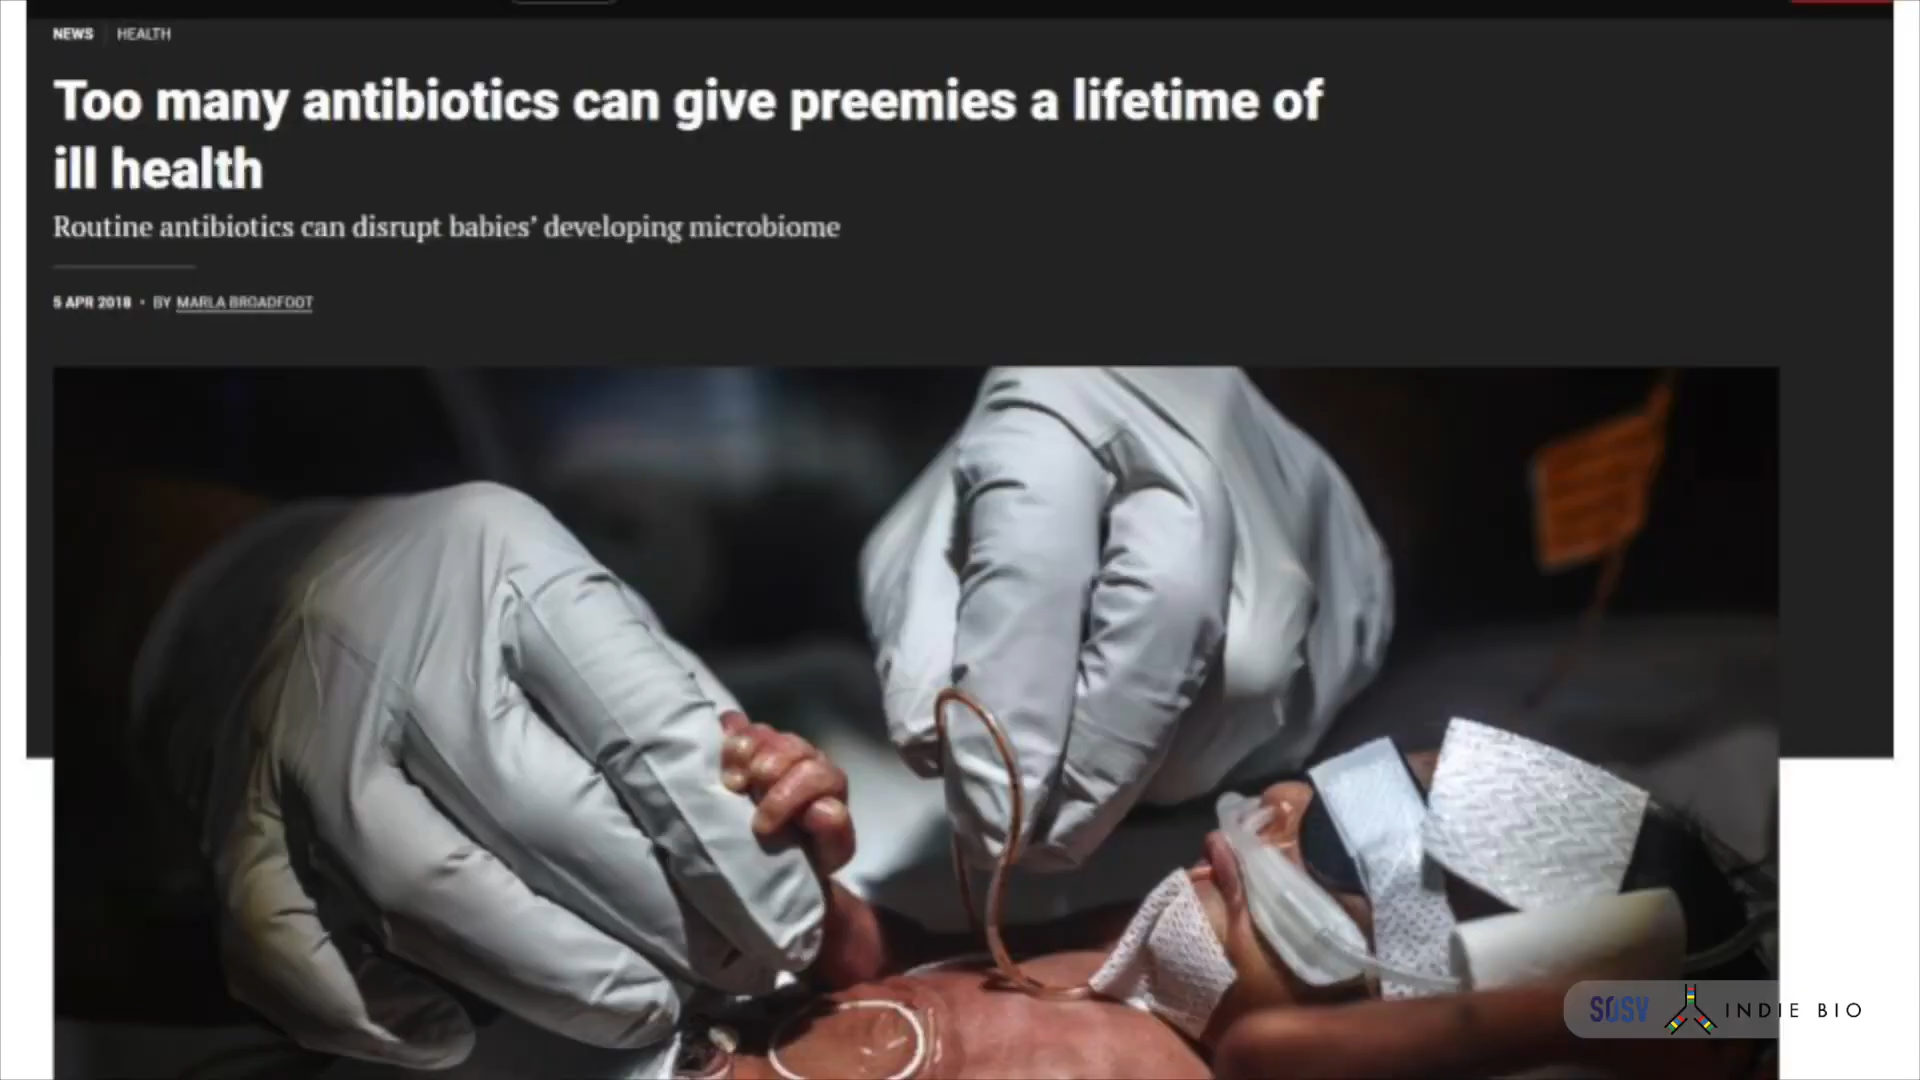 NEWS HEALTH
Too many antibiotics can give preemies a lifetime of
ill health
Routine antibiotics can disrupt babies’ developing microbiome
5 APR 2018 • BY MARLA BROADFOOT
SOSV INDIE BIO